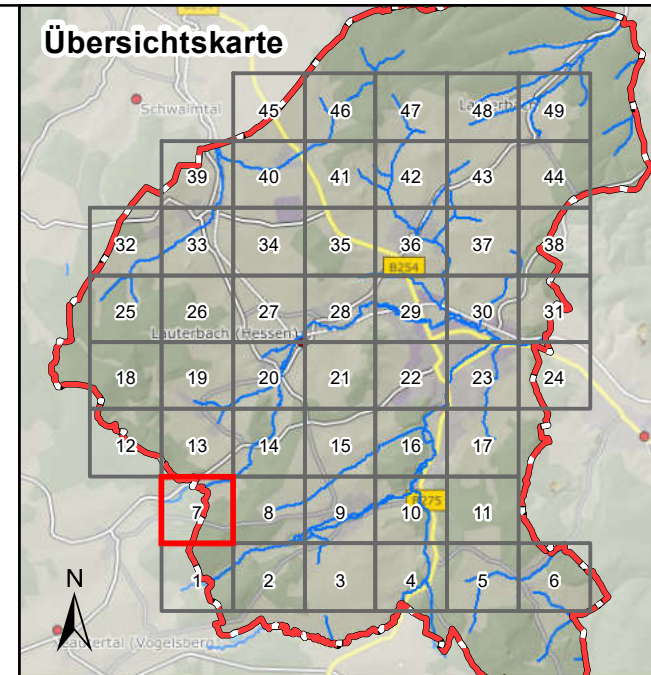 Übersichtskarte
Schwalmtal
45 46 47 48 49
Lauterbach
39 40 41 42 43 44
32 33 34 35 36 37 38
B254
25 26 27 28 29 30 31
Lauterbach (Hessen)
18 19 20 21 22 23 24
12 13 14 15 16 17
7 8 9 10 11
B275
N
1 2 3 4 5 6
Lautertal (Vogelsberg)